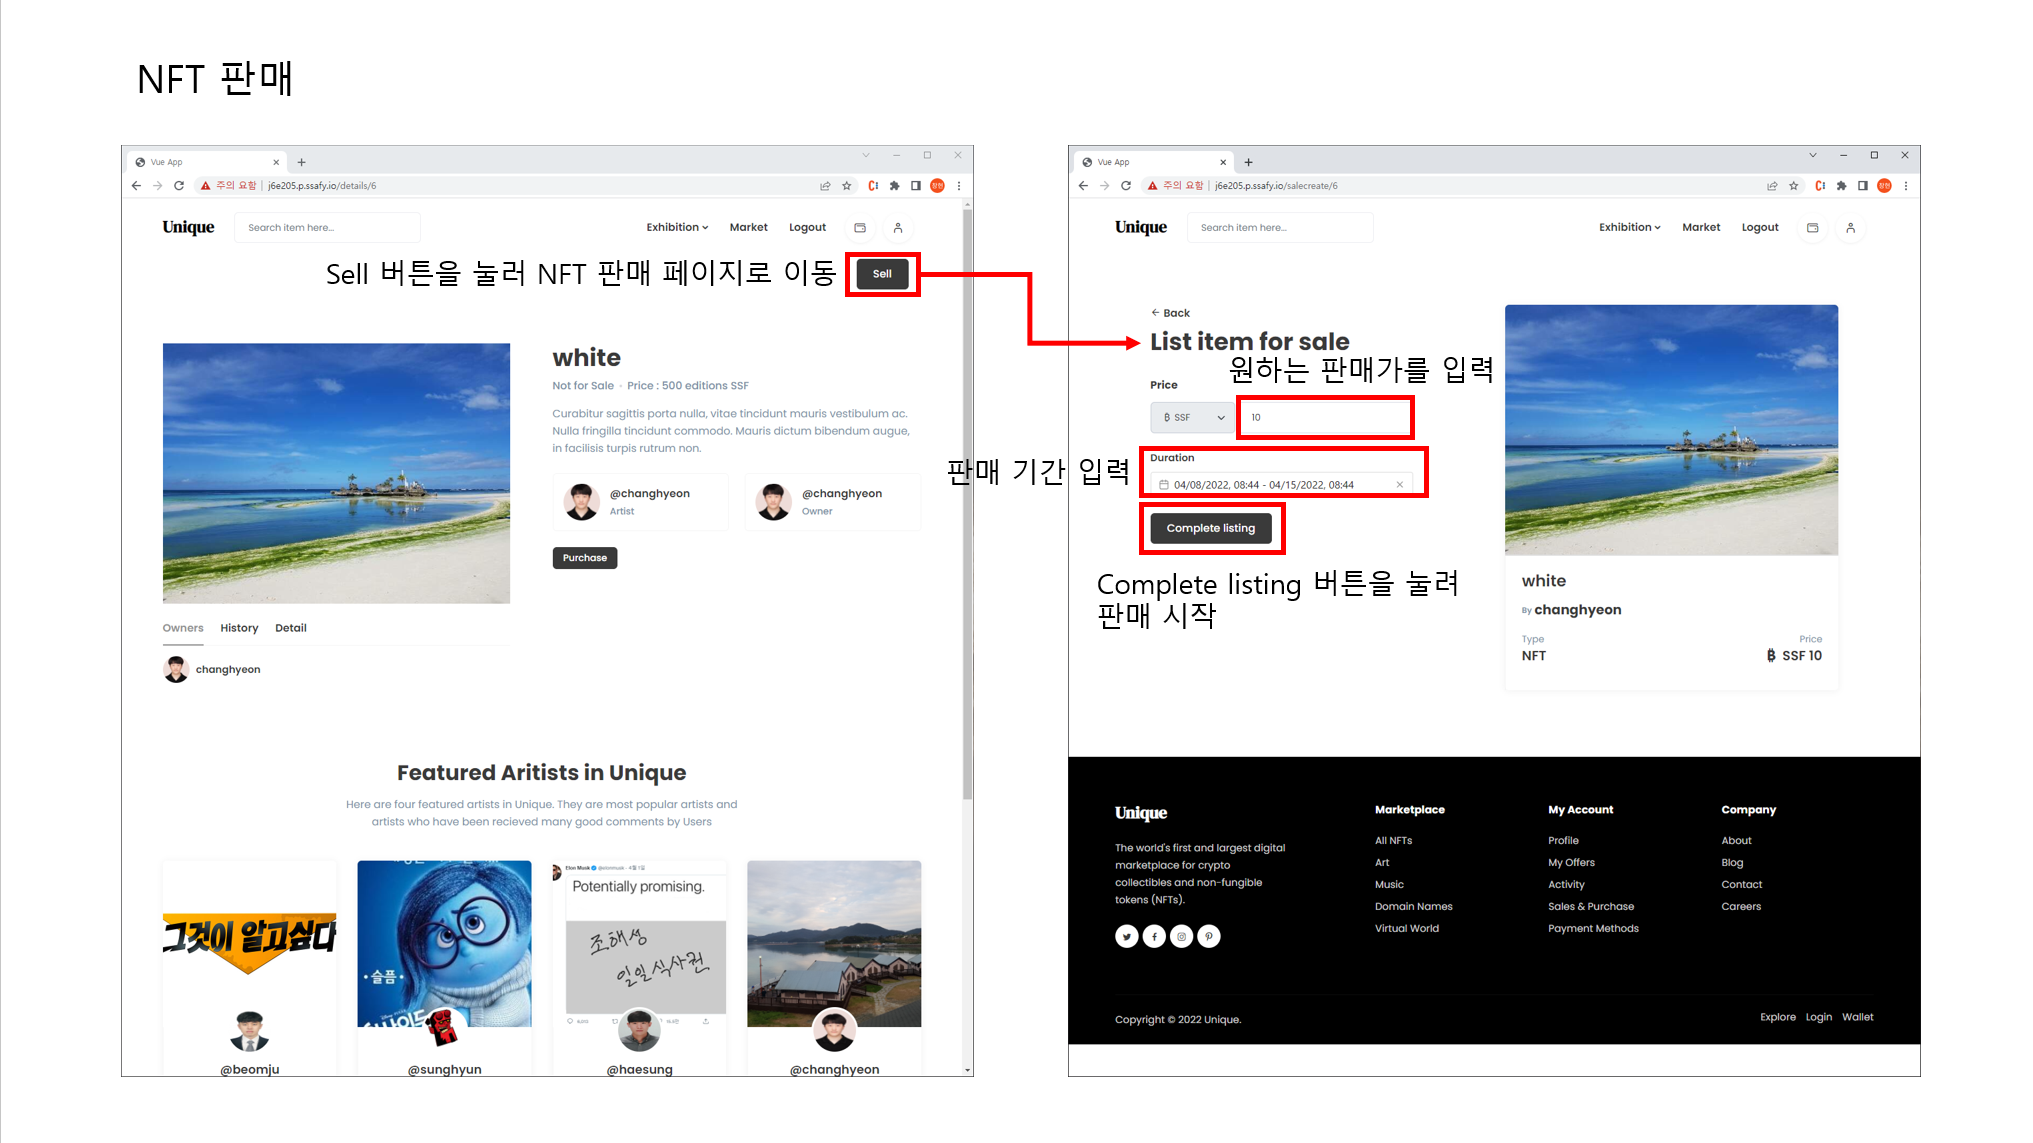 NFT 판매
Vue App
주의 요함 | j6e205.p.ssafy.io/details/6
Unique
Search item here...
Exhibition
Market
Logout
Sell 버튼을 눌러 NFT 판매 페이지로 이동
Sell
white
Not for Sale • Price : 500 editions SSF
Curabitur sagittis porta nulla, vitae tincidunt mauris vestibulum ac.
Nulla fringilla tincidunt commodo. Mauris dictum bibendum augue,
in facilisis turpis rutrum non.
@changhyeon
Artist
@changhyeon
Owner
Purchase
Owners
History
Detail
changhyeon
Featured Aritists in Unique
Here are four featured artists in Unique. They are most popular artists and
artists who have been recieved many good comments by Users
그것이 알고싶다
• 슬픔 •
Elon Musk @elonmusk · 4월 1일
Potentially promising.
조해성
일일 식사권
@beomju
@sunghyun
@haesung
@changhyeon
Vue App
주의 요함 | j6e205.p.ssafy.io/salecreate/6
Unique
Search item here...
Exhibition
Market
Logout
Back
List item for sale
원하는 판매가를 입력
Price
₿ SSF
10
판매 기간 입력
Duration
04/08/2022, 08:44 - 04/15/2022, 08:44
Complete listing
Complete listing 버튼을 눌려
판매 시작
white
By changhyeon
Type
Price
NFT
₿ SSF 10
Unique
The world's first and largest digital
marketplace for crypto
collectibles and non-fungible
tokens (NFTs).
Marketplace
All NFTs
Art
Music
Domain Names
Virtual World
My Account
Profile
My Offers
Activity
Sales & Purchase
Payment Methods
Company
About
Blog
Contact
Careers
Copyright © 2022 Unique.
Explore
Login
Wallet